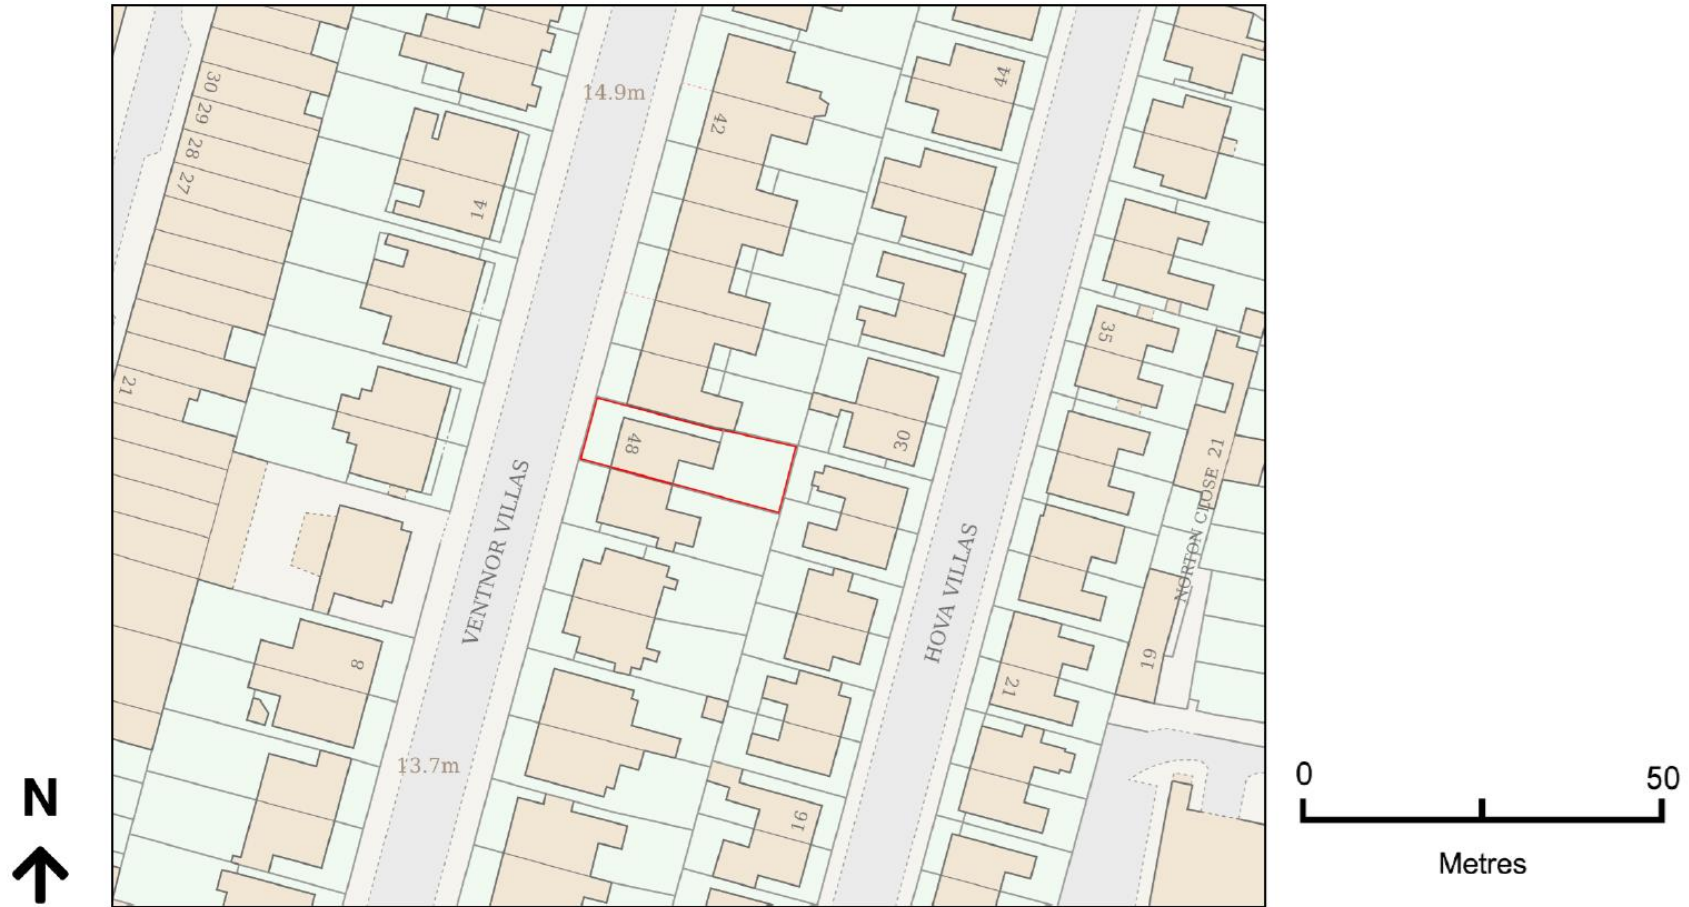 30
29
28
27
21
14
14.9m
42
44
35
30
48
VENTNOR VILLAS
HOVA VILLAS
NORTON CLOSE
21
19
21
8
13.7m
16
N
0
50
Metres